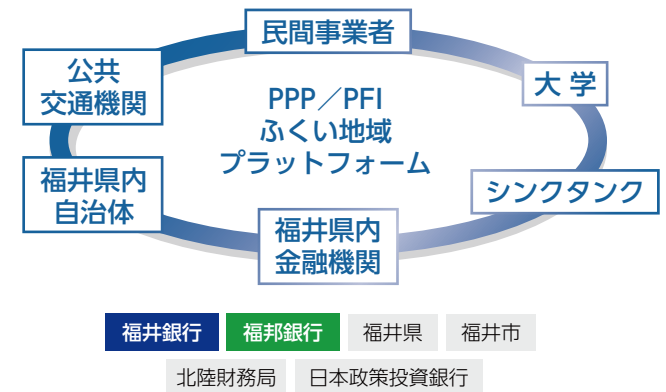 民間事業者
公共
交通機関
大学
PPP／PFI
ふくい地域
プラットフォーム
福井県内
自治体
シンクタンク
福井県内
金融機関
福井銀行 福邦銀行 福井県 福井市
北陸財務局 日本政策投資銀行